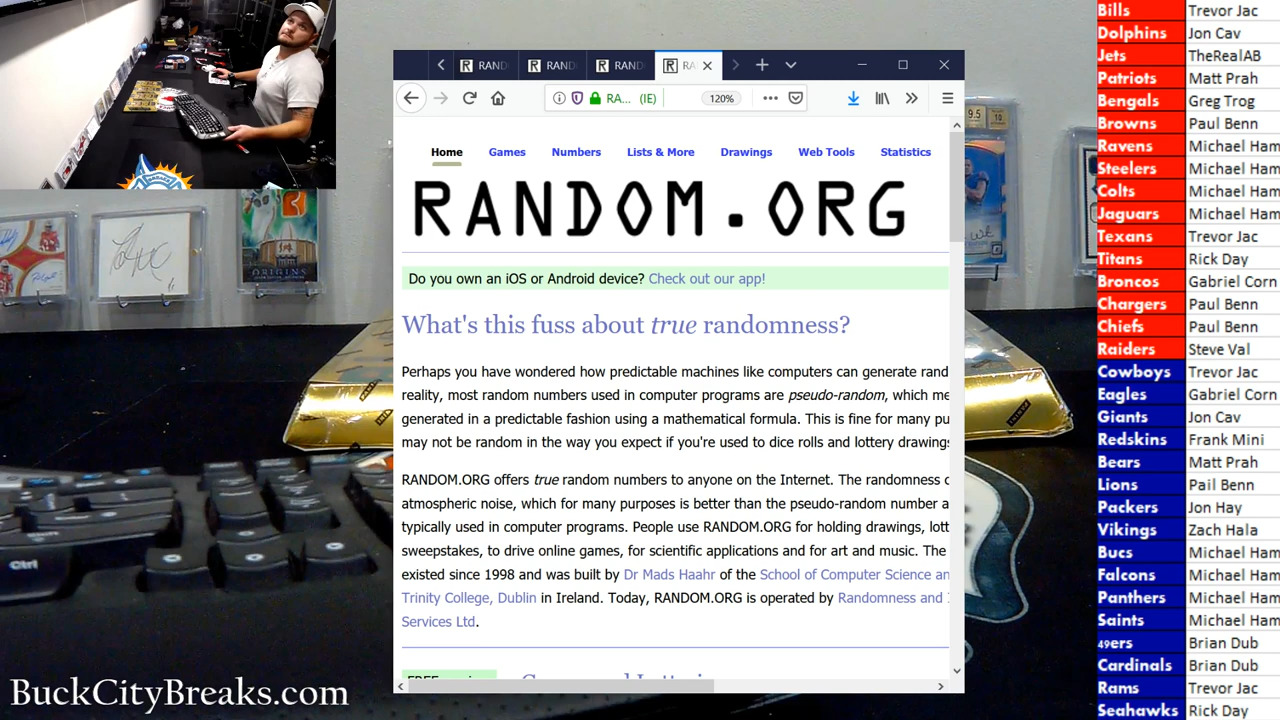 RAND
RAND
RAND
RA
RA... (IE)
120%
Home Games Numbers Lists & More Drawings Web Tools Statistics
RANDOM.ORG
Do you own an iOS or Android device? Check out our app!
What's this fuss about true randomness?
Perhaps you have wondered how predictable machines like computers can generate rand
reality, most random numbers used in computer programs are pseudo-random, which me
generated in a predictable fashion using a mathematical formula. This is fine for many pu
may not be random in the way you expect if you're used to dice rolls and lottery drawings
RANDOM.ORG offers true random numbers to anyone on the Internet. The randomness c
atmospheric noise, which for many purposes is better than the pseudo-random number a
typically used in computer programs. People use RANDOM.ORG for holding drawings, lott
sweepstakes, to drive online games, for scientific applications and for art and music. The
existed since 1998 and was built by Dr Mads Haahr of the School of Computer Science an
Trinity College, Dublin in Ireland. Today, RANDOM.ORG is operated by Randomness and
Services Ltd.
Bills Trevor Jac
Dolphins Jon Cav
Jets TheRealAB
Patriots Matt Prah
Bengals Greg Trog
Browns Paul Benn
Ravens Michael Ham
Steelers Michael Ham
Colts Michael Ham
Jaguars Michael Ham
Texans Trevor Jac
Titans Rick Day
Broncos Gabriel Corn
Chargers Paul Benn
Chiefs Paul Benn
Raiders Steve Val
Cowboys Trevor Jac
Eagles Gabriel Corn
Giants Jon Cav
Redskins Frank Mini
Bears Matt Prah
Lions Pail Benn
Packers Jon Hay
Vikings Zach Hala
Bucs Michael Ham
Falcons Michael Ham
Panthers Michael Ham
Saints Michael Ham
49ers Brian Dub
Cardinals Brian Dub
Rams Trevor Jac
Seahawks Rick Day
ORIGINS
9.5
10
Ctrl
BuckCityBreaks.com